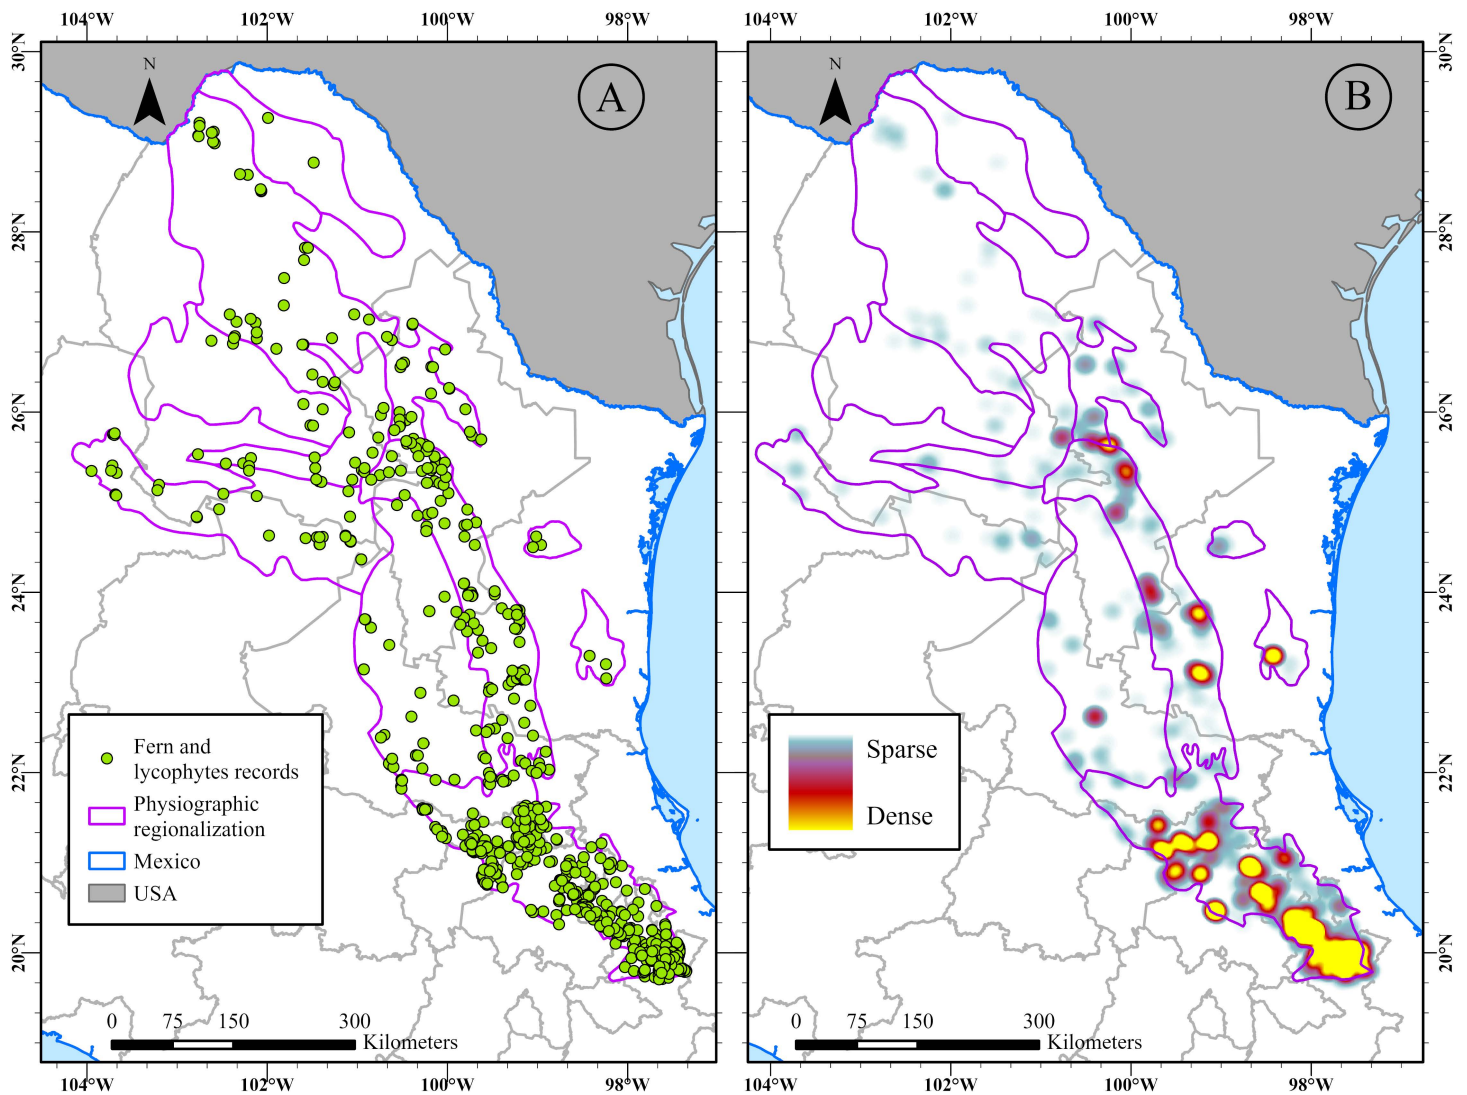 104°W 102°W 100°W 98°W
104°W 102°W 100°W 98°W
30°N
28°N
26°N
24°N
22°N
20°N
N
A
Fern and
lycophytes records
Physiographic
regionalization
Mexico
USA
0 75 150 300
Kilometers
N
B
Sparse
Dense
0 75 150 300
Kilometers
30°N
28°N
26°N
24°N
22°N
20°N
104°W 102°W 100°W 98°W
104°W 102°W 100°W 98°W